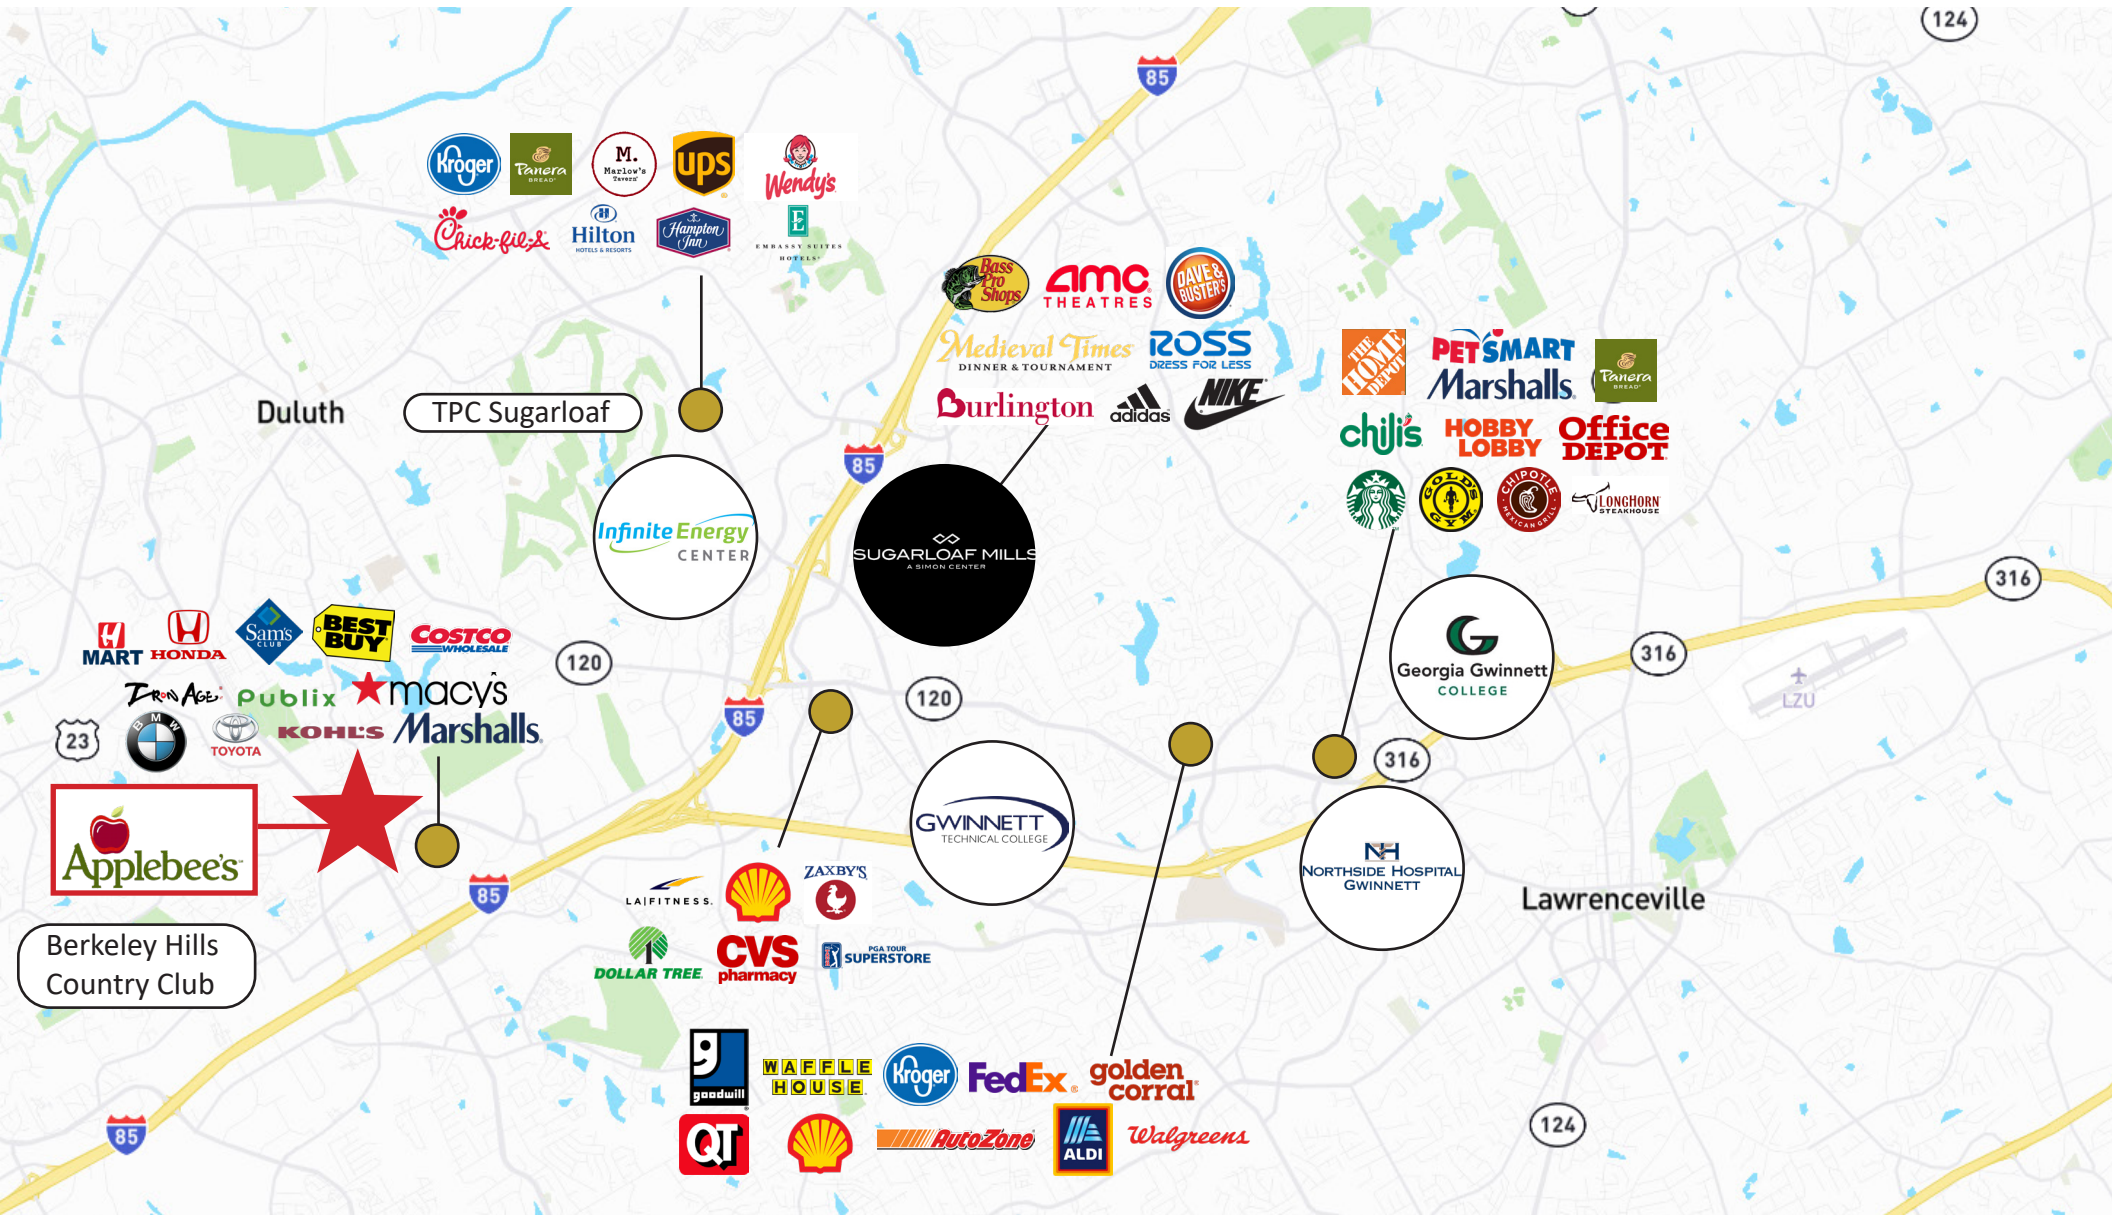 124
85
Kroger
Panera
BREAD
M.
Marlow's
Tavern
ups
Wendy's
Chick-fil-A
H
Hilton
HOTELS & RESORTS
Hampton
Inn
E
EMBASSY SUITES
HOTELS
Bass
Pro
Shops
amc
THEATRES
DAVE &
BUSTER'S
Medieval Times
DINNER & TOURNAMENT
ROSS
DRESS FOR LESS
Burlington
adidas
NIKE
THE
HOME
DEPOT
PETSMART
Marshalls
Panera
BREAD
chili's
HOBBY
LOBBY
Office
DEPOT
GOLD'S
GYM
CHIPOTLE
MEXICAN GRILL
LONGHORN
STEAKHOUSE
Duluth
TPC Sugarloaf
85
Infinite Energy
CENTER
SUGARLOAF MILLS
A SIMON CENTER
316
G
Georgia Gwinnett
COLLEGE
316
LZU
H
MART
HONDA
Sam's
CLUB
BEST
BUY
COSTCO
WHOLESALE
120
IRON AGE
Publix
macy's
23
BMW
TOYOTA
KOHL'S
Marshalls
85
120
316
Applebee's
GWINNETT
TECHNICAL COLLEGE
NH
NORTHSIDE HOSPITAL
GWINNETT
Lawrenceville
85
LA|FITNESS.
ZAXBY'S
Berkeley Hills
Country Club
1
DOLLAR TREE
CVS
pharmacy
PGA TOUR
SUPERSTORE
g
goodwill
WAFFLE
HOUSE
Kroger
FedEx
golden
corral
85
QT
AutoZone
ALDI
Walgreens
124